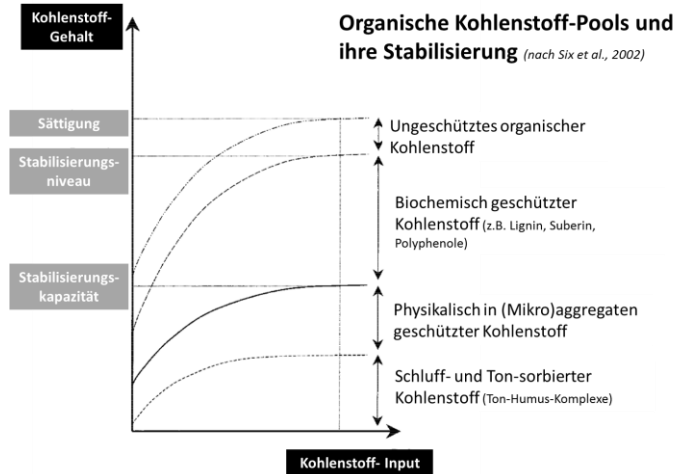 Kohlenstoff-
Gehalt
Organische Kohlenstoff-Pools und
ihre Stabilisierung (nach Six et al., 2002)
Sättigung
Ungeschütztes organischer
Kohlenstoff
Stabilisierungs-
niveau
Biochemisch geschützter
Kohlenstoff (z.B. Lignin, Suberin,
Polyphenole)
Stabilisierungs-
kapazität
Physikalisch in (Mikro)aggregaten
geschützter Kohlenstoff
Schluff- und Ton-sorbierter
Kohlenstoff (Ton-Humus-Komplexe)
Kohlenstoff- Input